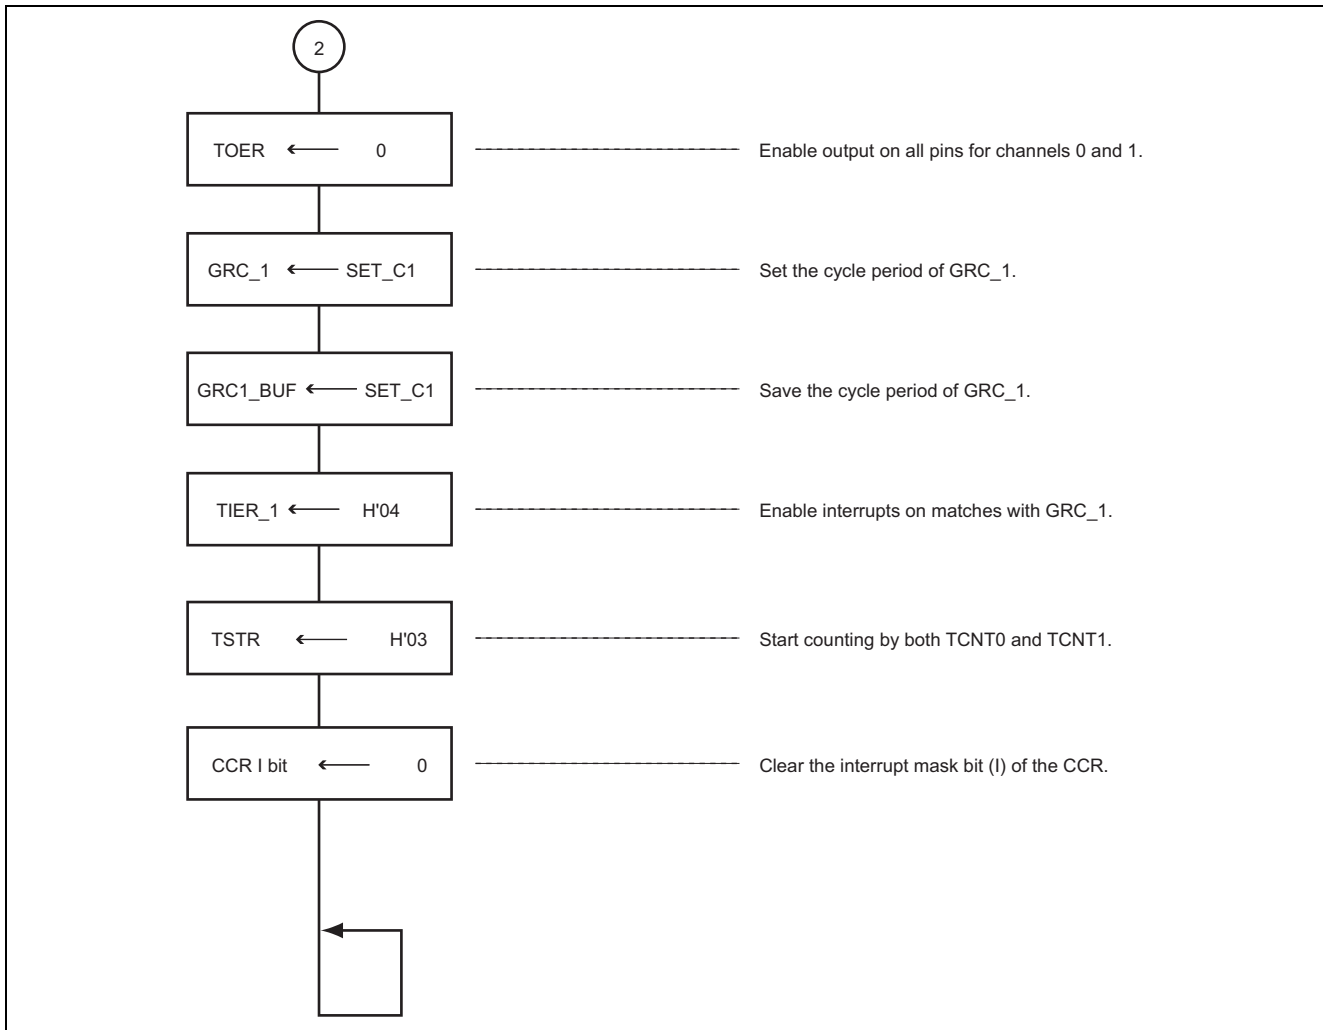 2
TOER ← 0 Enable output on all pins for channels 0 and 1.
GRC_1 ← SET_C1 Set the cycle period of GRC_1.
GRC1_BUF ← SET_C1 Save the cycle period of GRC_1.
TIER_1 ← H'04 Enable interrupts on matches with GRC_1.
TSTR ← H'03 Start counting by both TCNT0 and TCNT1.
CCR I bit ← 0 Clear the interrupt mask bit (I) of the CCR.